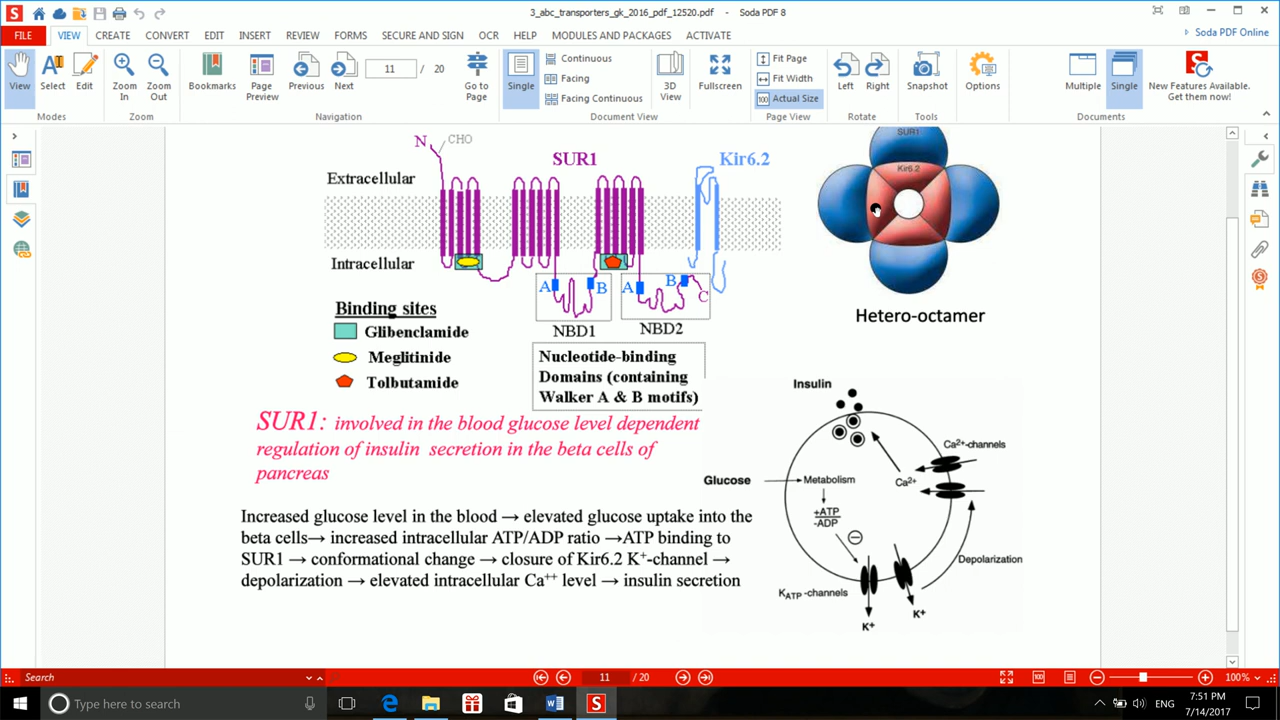 3_abc_transporters_gk_2016_pdf_12520.pdf - Soda PDF 8
FILE VIEW CREATE CONVERT EDIT INSERT REVIEW FORMS SECURE AND SIGN OCR HELP MODULES AND PACKAGES ACTIVATE Soda PDF Online
View Select Edit
Modes
Zoom In Zoom Out
Zoom
Bookmarks Page Preview Previous Next 11 / 20 Go to Page
Navigation
Single Continuous Facing Facing Continuous 3D View Fullscreen
Document View
Fit Page Fit Width 100 Actual Size
Page View
Left Right
Rotate
Snapshot
Tools
Options
Multiple Single
Documents
New Features Available.
Get them now!
N CHO
SUR1 Kir6.2
Extracellular
Intracellular
A B A B C
NBD1 NBD2
Binding sites
Glibenclamide
Meglitinide
Tolbutamide
Nucleotide-binding
Domains (containing
Walker A & B motifs)
SUR1
Kir6.2
Hetero-octamer
SUR1: involved in the blood glucose level dependent
regulation of insulin secretion in the beta cells of
pancreas
Increased glucose level in the blood → elevated glucose uptake into the
beta cells→ increased intracellular ATP/ADP ratio →ATP binding to
SUR1 → conformational change → closure of Kir6.2 K⁺-channel →
depolarization → elevated intracellular Ca⁺⁺ level → insulin secretion
Insulin
Ca²⁺-channels
Ca²⁺
Glucose
Metabolism
+ATP
-ADP
Depolarization
K_ATP-channels
K⁺
K⁺
Search 11 / 20 100 100%
Type here to search
ENG
7:51 PM
7/14/2017